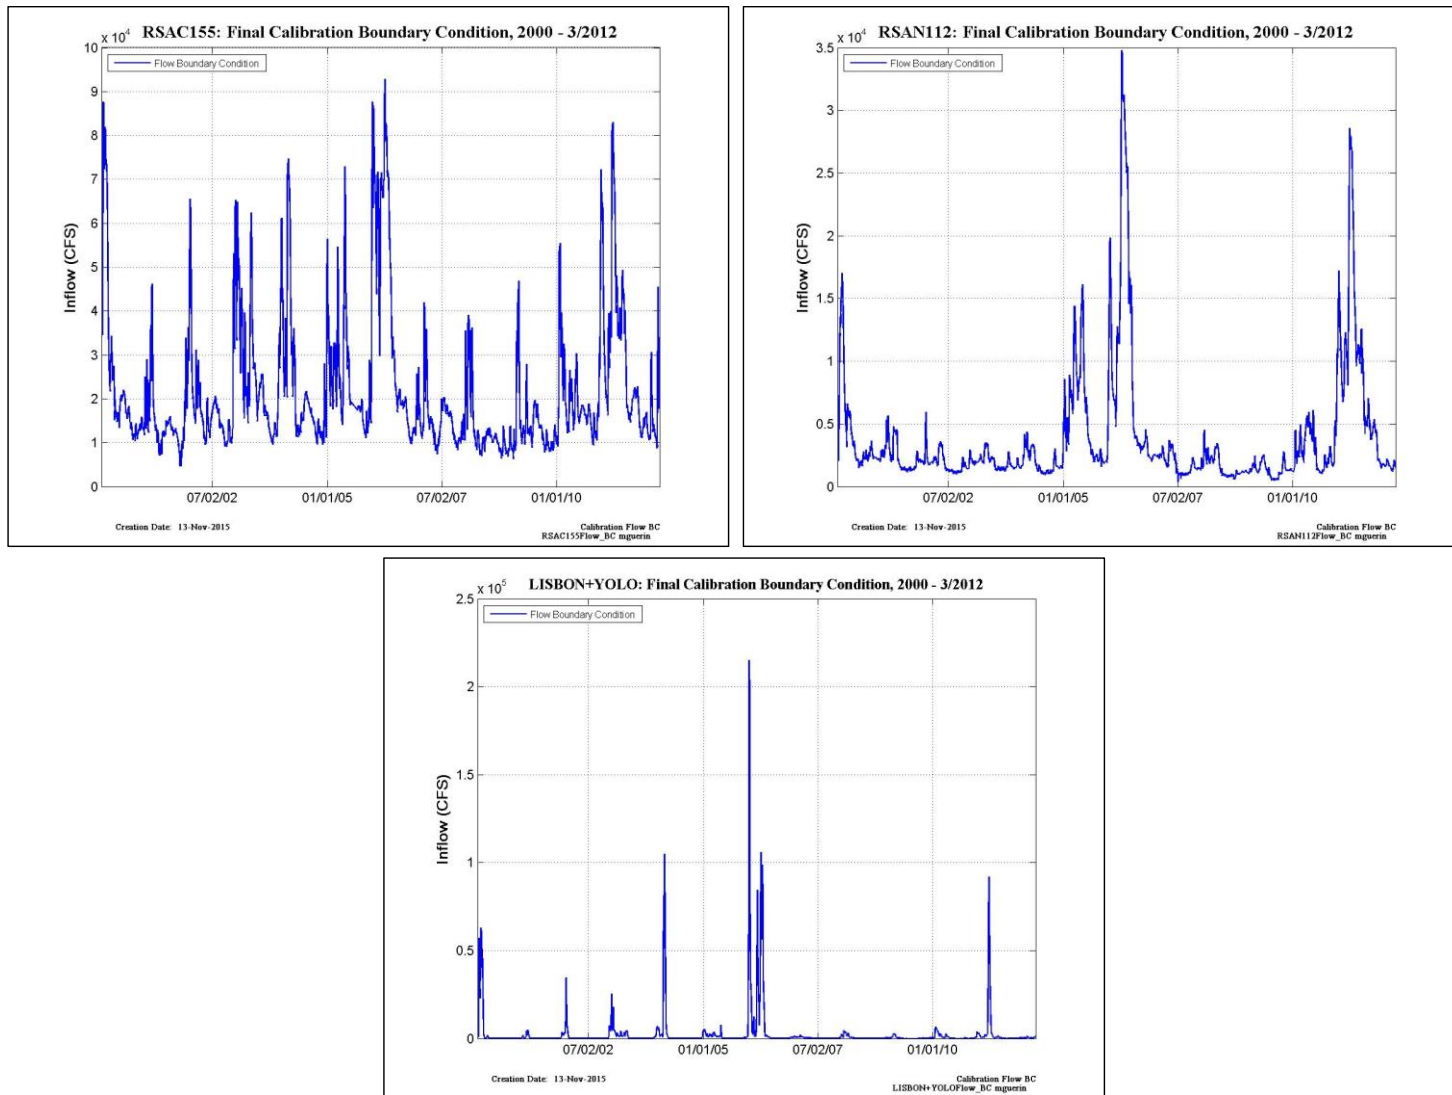 RSAC155: Final Calibration Boundary Condition, 2000 - 3/2012
x 10^4
Flow Boundary Condition
10
9
8
7
6
5
4
3
2
1
0
Inflow (CFS)
07/02/02 01/01/05 07/02/07 01/01/10
Creation Date: 13-Nov-2015
Calibration Flow BC
RSAC155Flow_BC mguerin
RSAN112: Final Calibration Boundary Condition, 2000 - 3/2012
x 10^4
Flow Boundary Condition
3.5
3
2.5
2
1.5
1
0.5
0
Inflow (CFS)
07/02/02 01/01/05 07/02/07 01/01/10
Creation Date: 13-Nov-2015
Calibration Flow BC
RSAN112Flow_BC mguerin
LISBON+YOLO: Final Calibration Boundary Condition, 2000 - 3/2012
x 10^5
Flow Boundary Condition
2.5
2
1.5
1
0.5
0
Inflow (CFS)
07/02/02 01/01/05 07/02/07 01/01/10
Creation Date: 13-Nov-2015
Calibration Flow BC
LISBON+YOLOFlow_BC mguerin